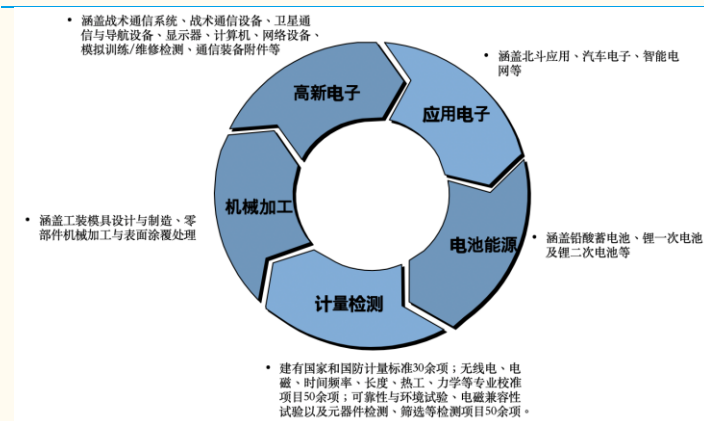 • 涵盖战术通信系统、战术通信设备、卫星通
信与导航设备、显示器、计算机、网络设备、
模拟训练/维修检测、通信装备附件等
• 涵盖北斗应用、汽车电子、智能电
网等
高新电子
应用电子
机械加工
电池能源
计量检测
• 涵盖工装模具设计与制造、零
部件机械加工与表面涂覆处理
• 涵盖铅酸蓄电池、锂一次电池
及锂二次电池等
• 建有国家和国防计量标准30余项；无线电、电
磁、时间频率、长度、热工、力学等专业校准
项目50余项；可靠性与环境试验、电磁兼容性
试验以及元器件检测、筛选等检测项目50余项。